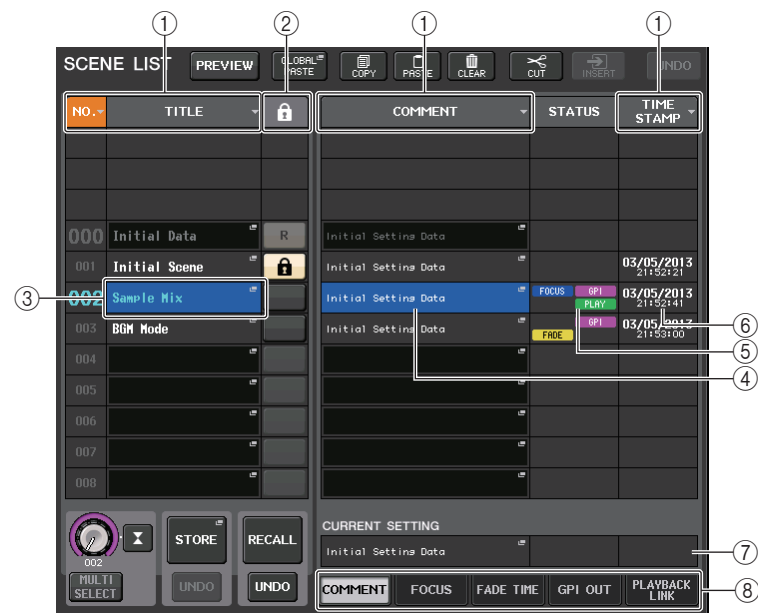 ① ② ① ①
SCENE LIST PREVIEW GLOBAL PASTE COPY PASTE CLEAR CUT INSERT UNDO
NO. TITLE COMMENT STATUS TIME STAMP
000 Initial Data R Initial Setting Data
001 Initial Scene Initial Setting Data 03/05/2013 21:52:21
③ 002 Sample Mix Initial Setting Data FOCUS GPI PLAY 03/05/2013 21:52:41
003 BGM Mode Initial Setting Data FADE GPI 03/05/2013 21:53:00
⑥
⑤
④
004
005
006
007
008
002
MULTI SELECT
STORE
UNDO
RECALL
UNDO
CURRENT SETTING
Initial Setting Data ⑦
COMMENT FOCUS FADE TIME GPI OUT PLAYBACK LINK ⑧